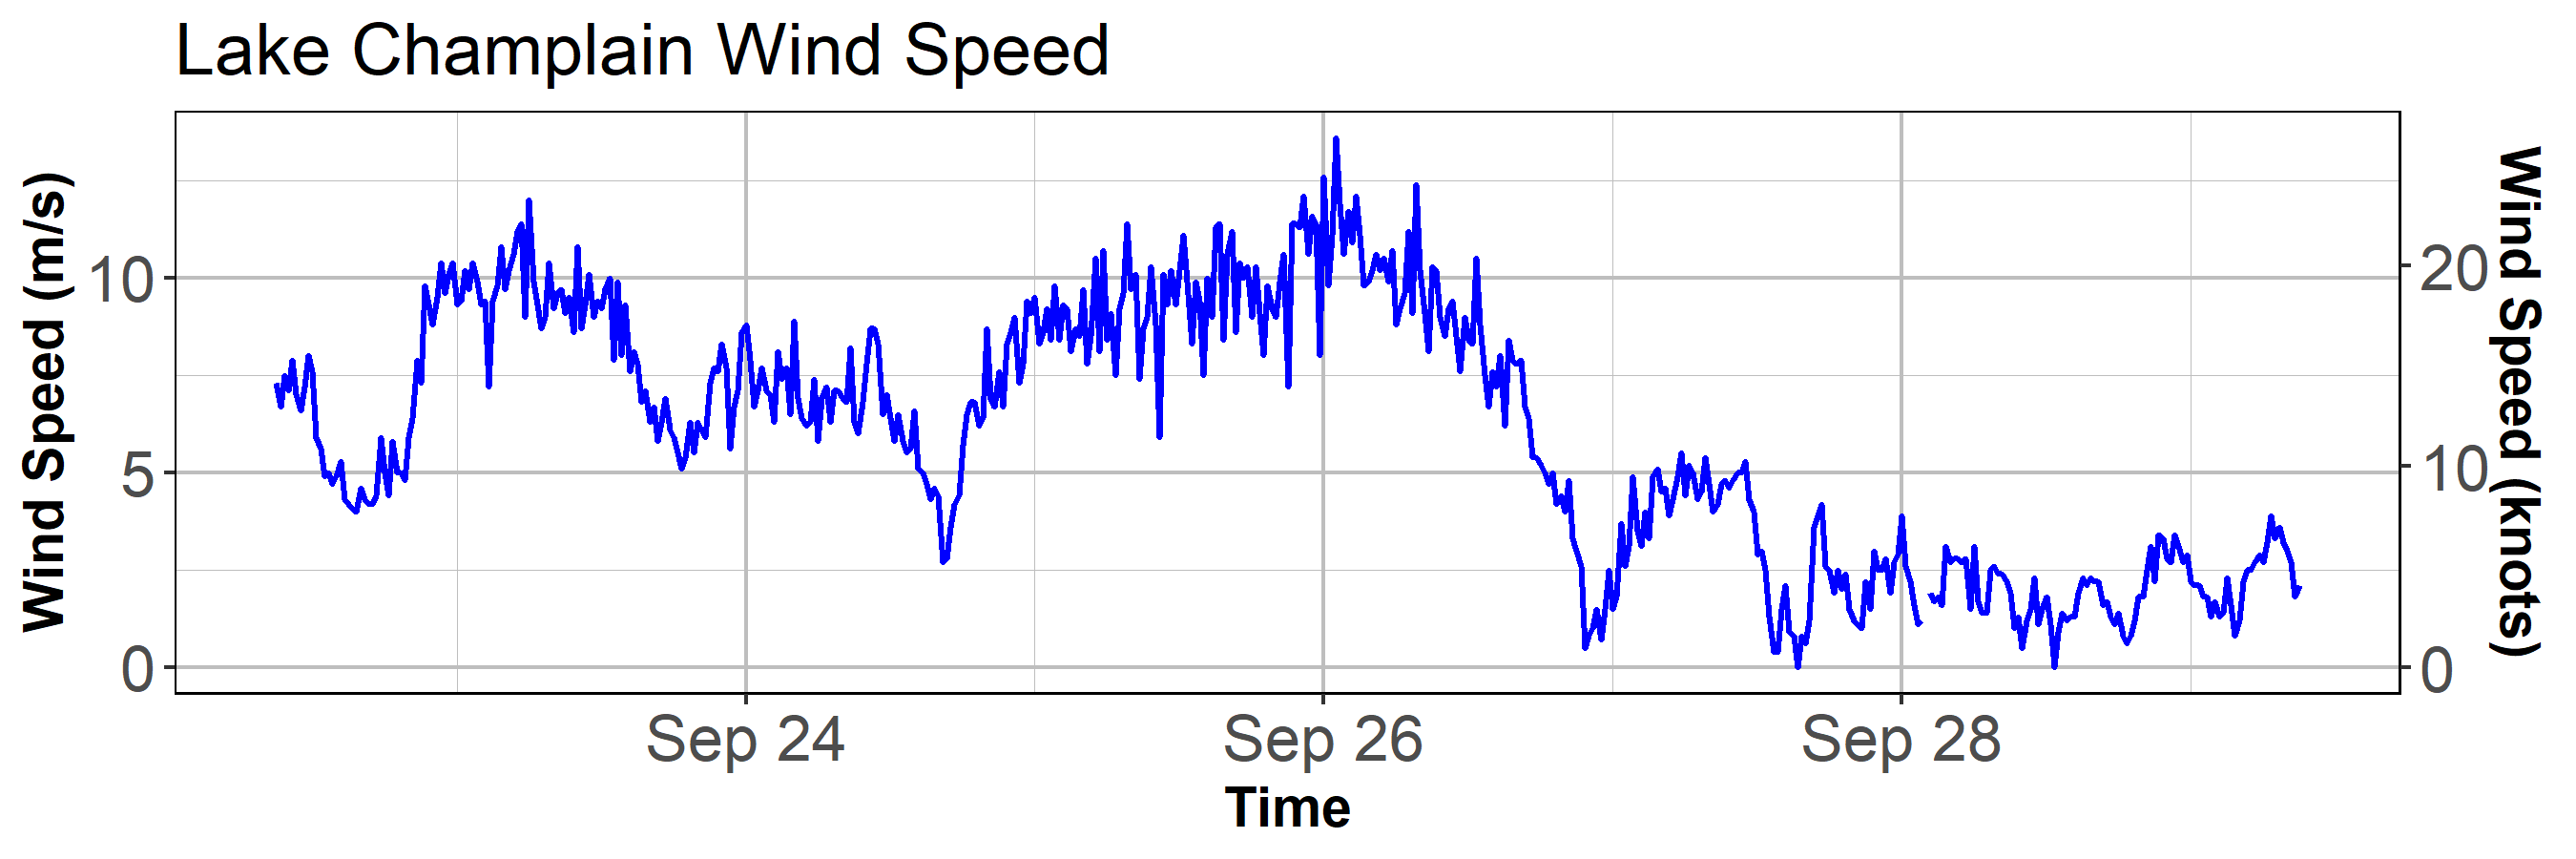 Lake Champlain Wind Speed
Wind Speed (m/s)
10
5
0
Wind Speed (knots)
20
10
0
Sep 24
Sep 26
Sep 28
Time